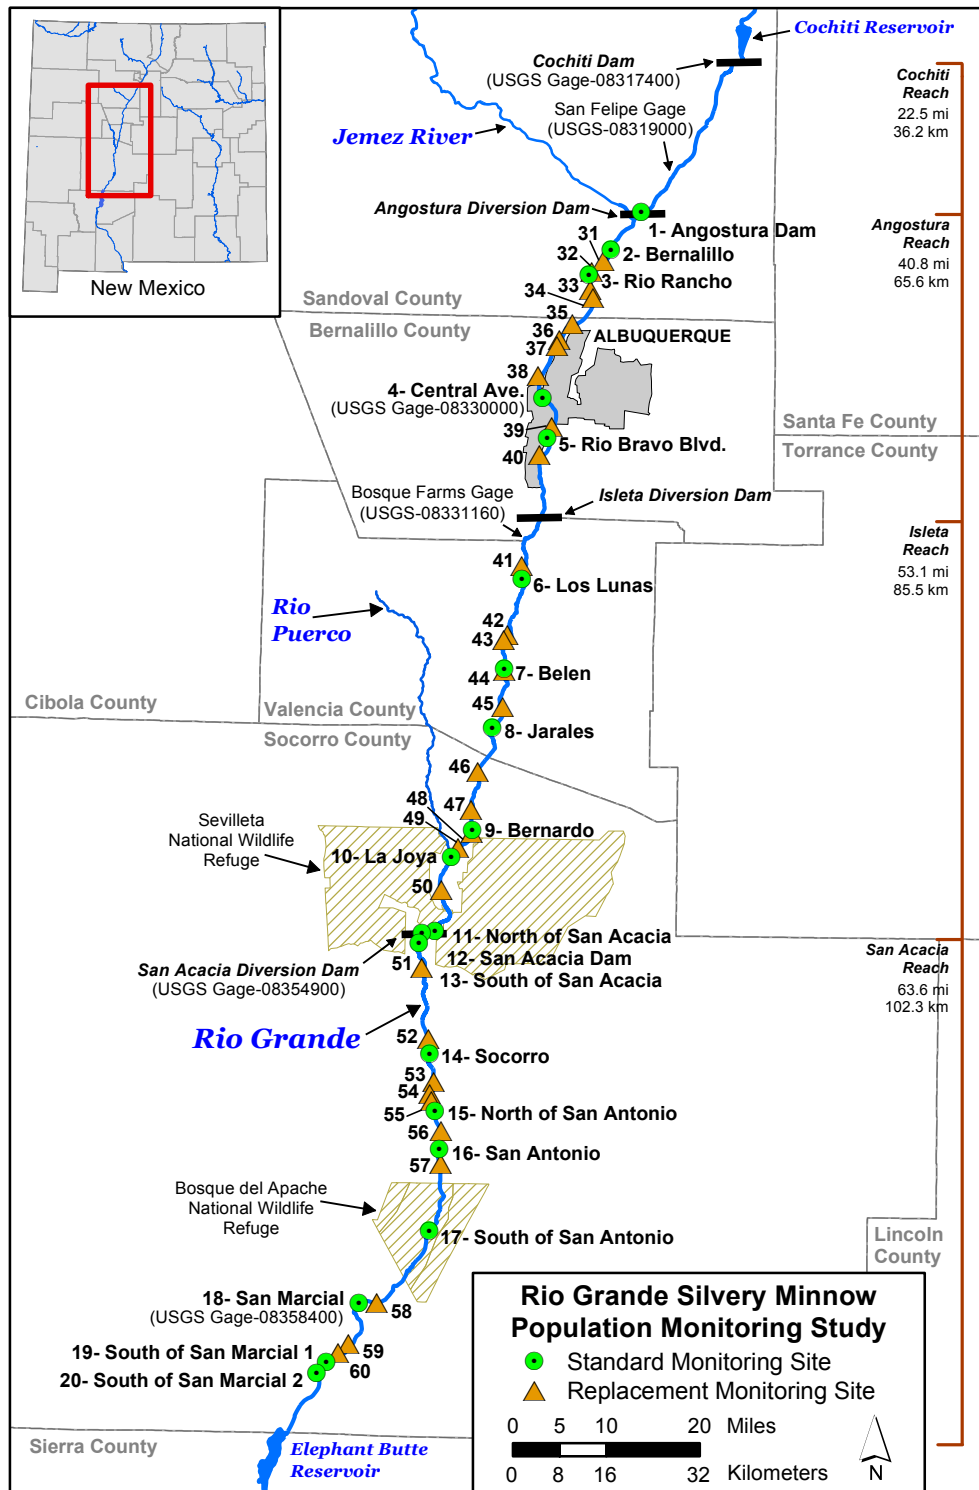 Cochiti Reservoir
Cochiti Dam
(USGS Gage-08317400)
San Felipe Gage
(USGS-08319000)
Jemez River
Cochiti
Reach
22.5 mi
36.2 km
New Mexico
Angostura Diversion Dam
1- Angostura Dam
Angostura
Reach
40.8 mi
65.6 km
31
2- Bernalillo
32
3- Rio Rancho
33
34
Sandoval County
Bernalillo County
35
36
ALBUQUERQUE
37
38
4- Central Ave.
(USGS Gage-08330000)
39
5- Rio Bravo Blvd.
40
Santa Fe County
Torrance County
Bosque Farms Gage
(USGS-08331160)
Isleta Diversion Dam
Isleta
Reach
53.1 mi
85.5 km
41
6- Los Lunas
Rio
Puerco
42
43
7- Belen
44
45
8- Jarales
Cibola County
Valencia County
Socorro County
46
47
48
49
9- Bernardo
Sevilleta
National Wildlife
Refuge
10- La Joya
50
11- North of San Acacia
12- San Acacia Dam
13- South of San Acacia
51
San Acacia Diversion Dam
(USGS Gage-08354900)
San Acacia
Reach
63.6 mi
102.3 km
Rio Grande
52
14- Socorro
53
54
55
15- North of San Antonio
56
16- San Antonio
57
Bosque del Apache
National Wildlife
Refuge
17- South of San Antonio
Lincoln
County
18- San Marcial
(USGS Gage-08358400)
58
19- South of San Marcial 1
59
60
20- South of San Marcial 2
Sierra County
Elephant Butte
Reservoir
Rio Grande Silvery Minnow
Population Monitoring Study
Standard Monitoring Site
Replacement Monitoring Site
0 5 10 20 Miles
0 8 16 32 Kilometers
N